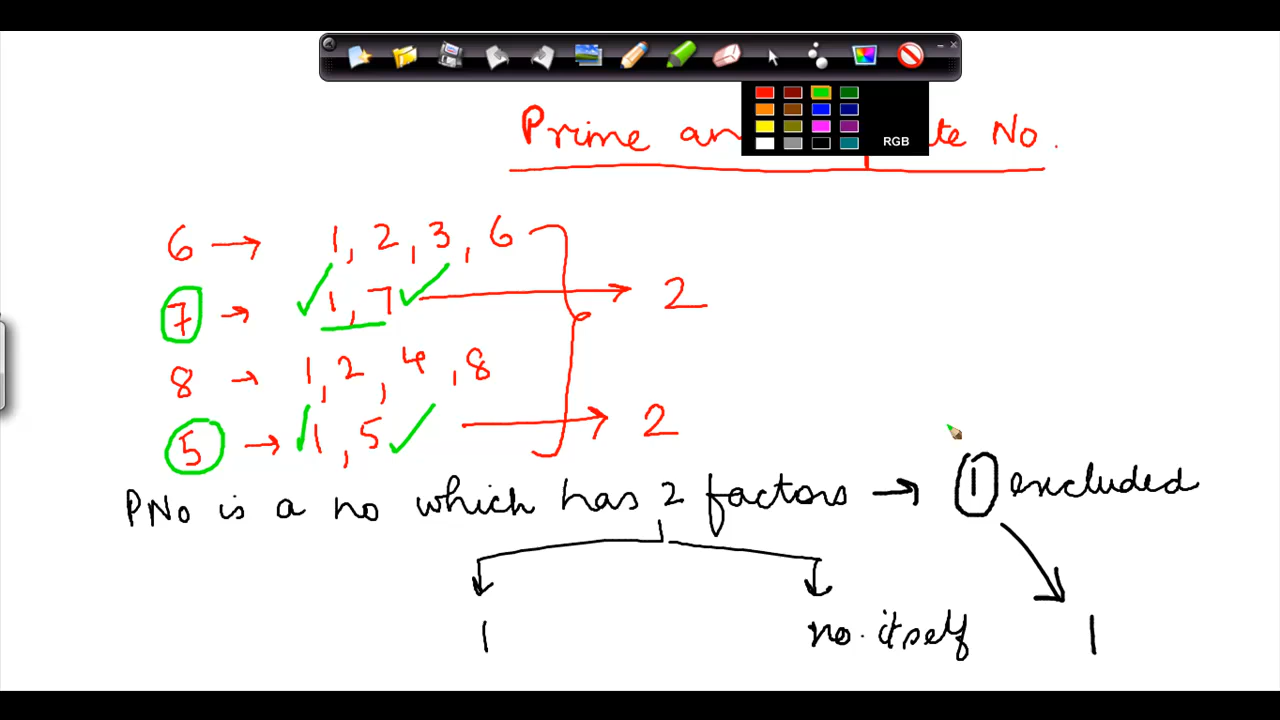 RGB
Prime an te No.
6 → 1, 2, 3, 6
7 → 1, 7 → 2
8 → 1, 2, 4, 8
5 → 1, 5 → 2
PNo is a no which has 2 factors → 1 excluded
1 no. itself 1